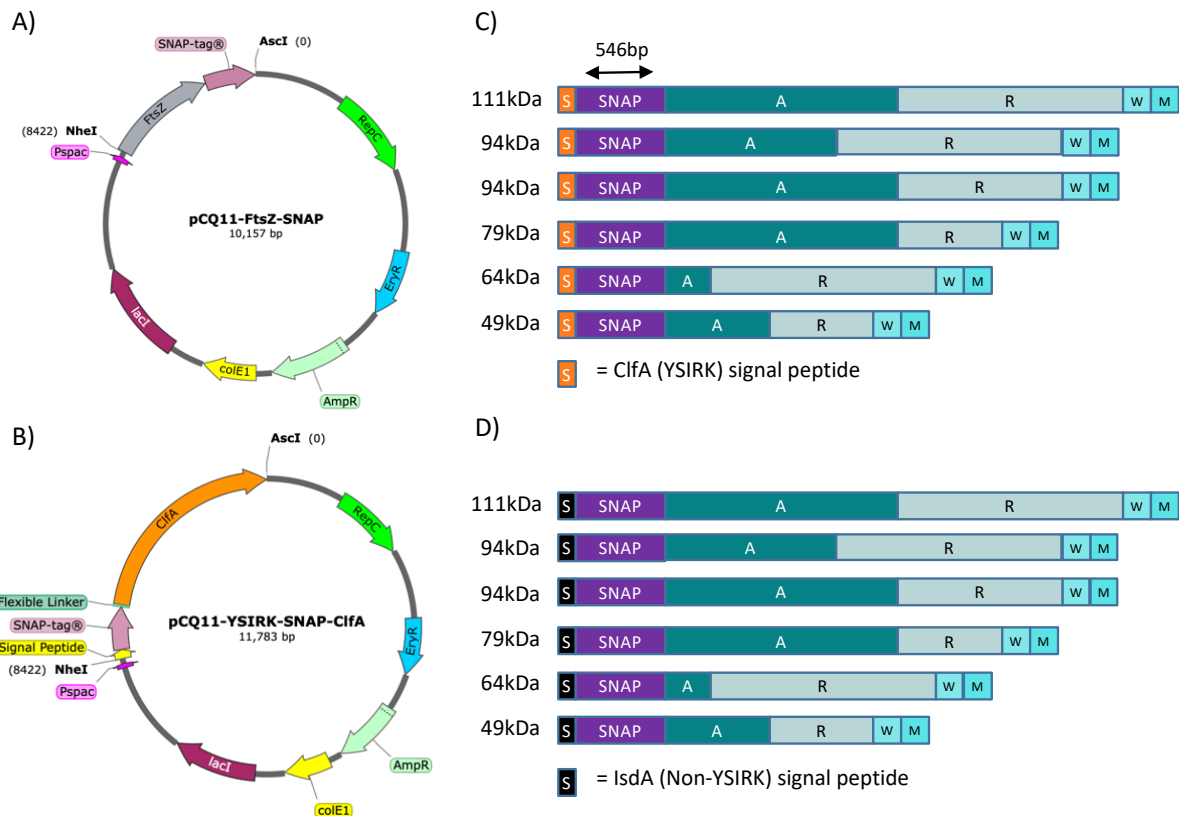 A)
SNAP-tag®
AscI (0)
FtsZ
RepC
(8422) NheI
Pspac
pCQ11-FtsZ-SNAP
10,157 bp
EryR
lacI
colE1
AmpR
B)
AscI (0)
ClfA
RepC
Flexible Linker
SNAP-tag®
Signal Peptide
(8422) NheI
Pspac
pCQ11-YSIRK-SNAP-ClfA
11,783 bp
EryR
lacI
AmpR
colE1
C)
546bp
111kDa S SNAP A R W M
94kDa S SNAP A R W M
94kDa S SNAP A R W M
79kDa S SNAP A R W M
64kDa S SNAP A R W M
49kDa S SNAP A R W M
S = ClfA (YSIRK) signal peptide
D)
111kDa S SNAP A R W M
94kDa S SNAP A R W M
94kDa S SNAP A R W M
79kDa S SNAP A R W M
64kDa S SNAP A R W M
49kDa S SNAP A R W M
S = IsdA (Non-YSIRK) signal peptide